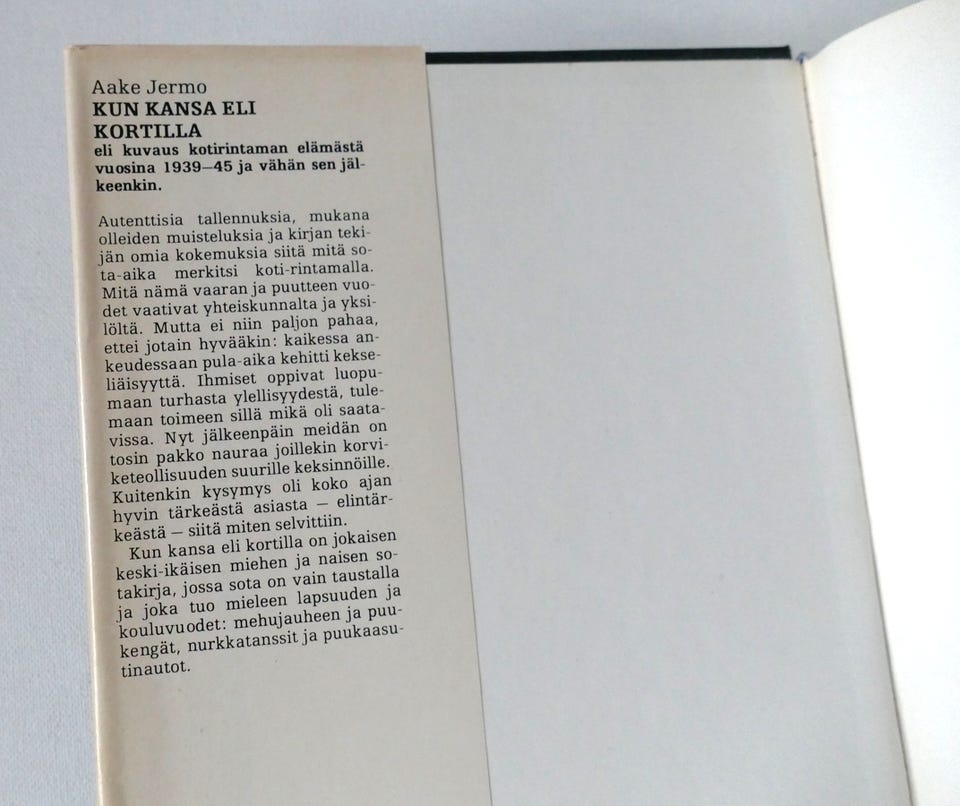 Aake Jermo
KUN KANSA ELI
KORTILLA
eli kuvaus kotirintaman elämästä
vuosina 1939—45 ja vähän sen jäl-
keenkin.
Autenttisia tallennuksia, mukana
olleiden muisteluksia ja kirjan teki-
jän omia kokemuksia siitä mitä so-
ta-aika merkitsi koti-rintamalla.
Mitä nämä vaaran ja puutteen vuo-
det vaativat yhteiskunnalta ja yksi-
löltä. Mutta ei niin paljon pahaa,
ettei jotain hyvääkin: kaikessa an-
keudessaan pula-aika kehitti kekse-
liäisyyttä. Ihmiset oppivat luopu-
maan turhasta ylellisyydestä, tule-
maan toimeen sillä mikä oli saata-
vissa. Nyt jälkeenpäin meidän on
tosin pakko nauraa joillekin korvi-
keteollisuuden suurille keksinnöille.
Kuitenkin kysymys oli koko ajan
hyvin tärkeästä asiasta — elintär-
keästä — siitä miten selvittiin.
Kun kansa eli kortilla on jokaisen
keski-ikäisen miehen ja naisen so-
takirja, jossa sota on vain taustalla
ja joka tuo mieleen lapsuuden ja
kouluvuodet: mehujauheen ja puu-
kengät, nurkkatanssit ja puukaasu-
tinautot.